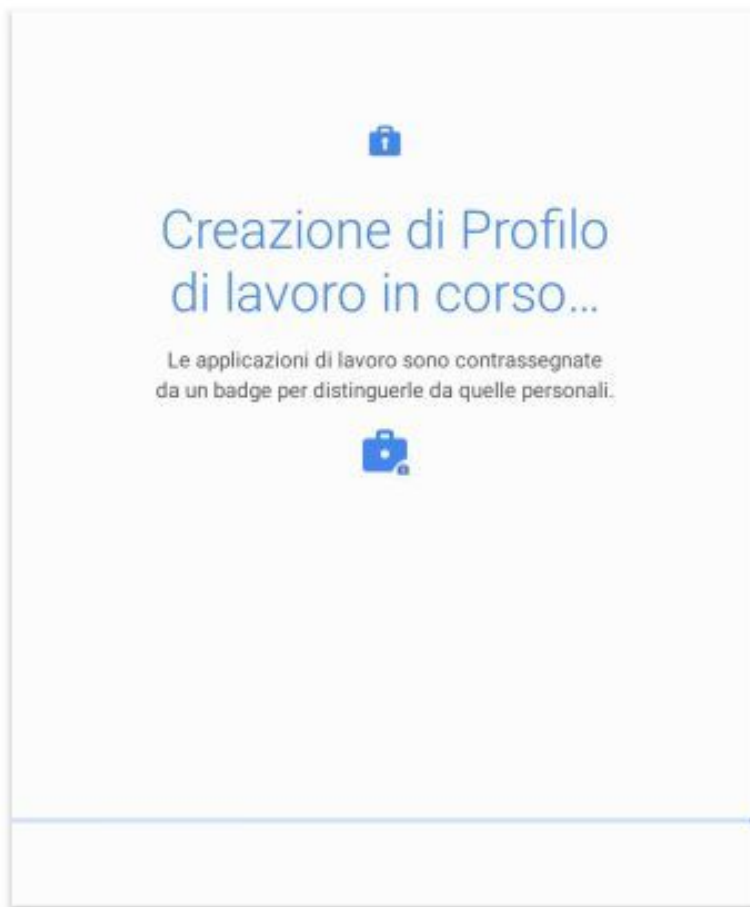 Creazione di Profilo
di lavoro in corso...
Le applicazioni di lavoro sono contrassegnate
da un badge per distinguerle da quelle personali.